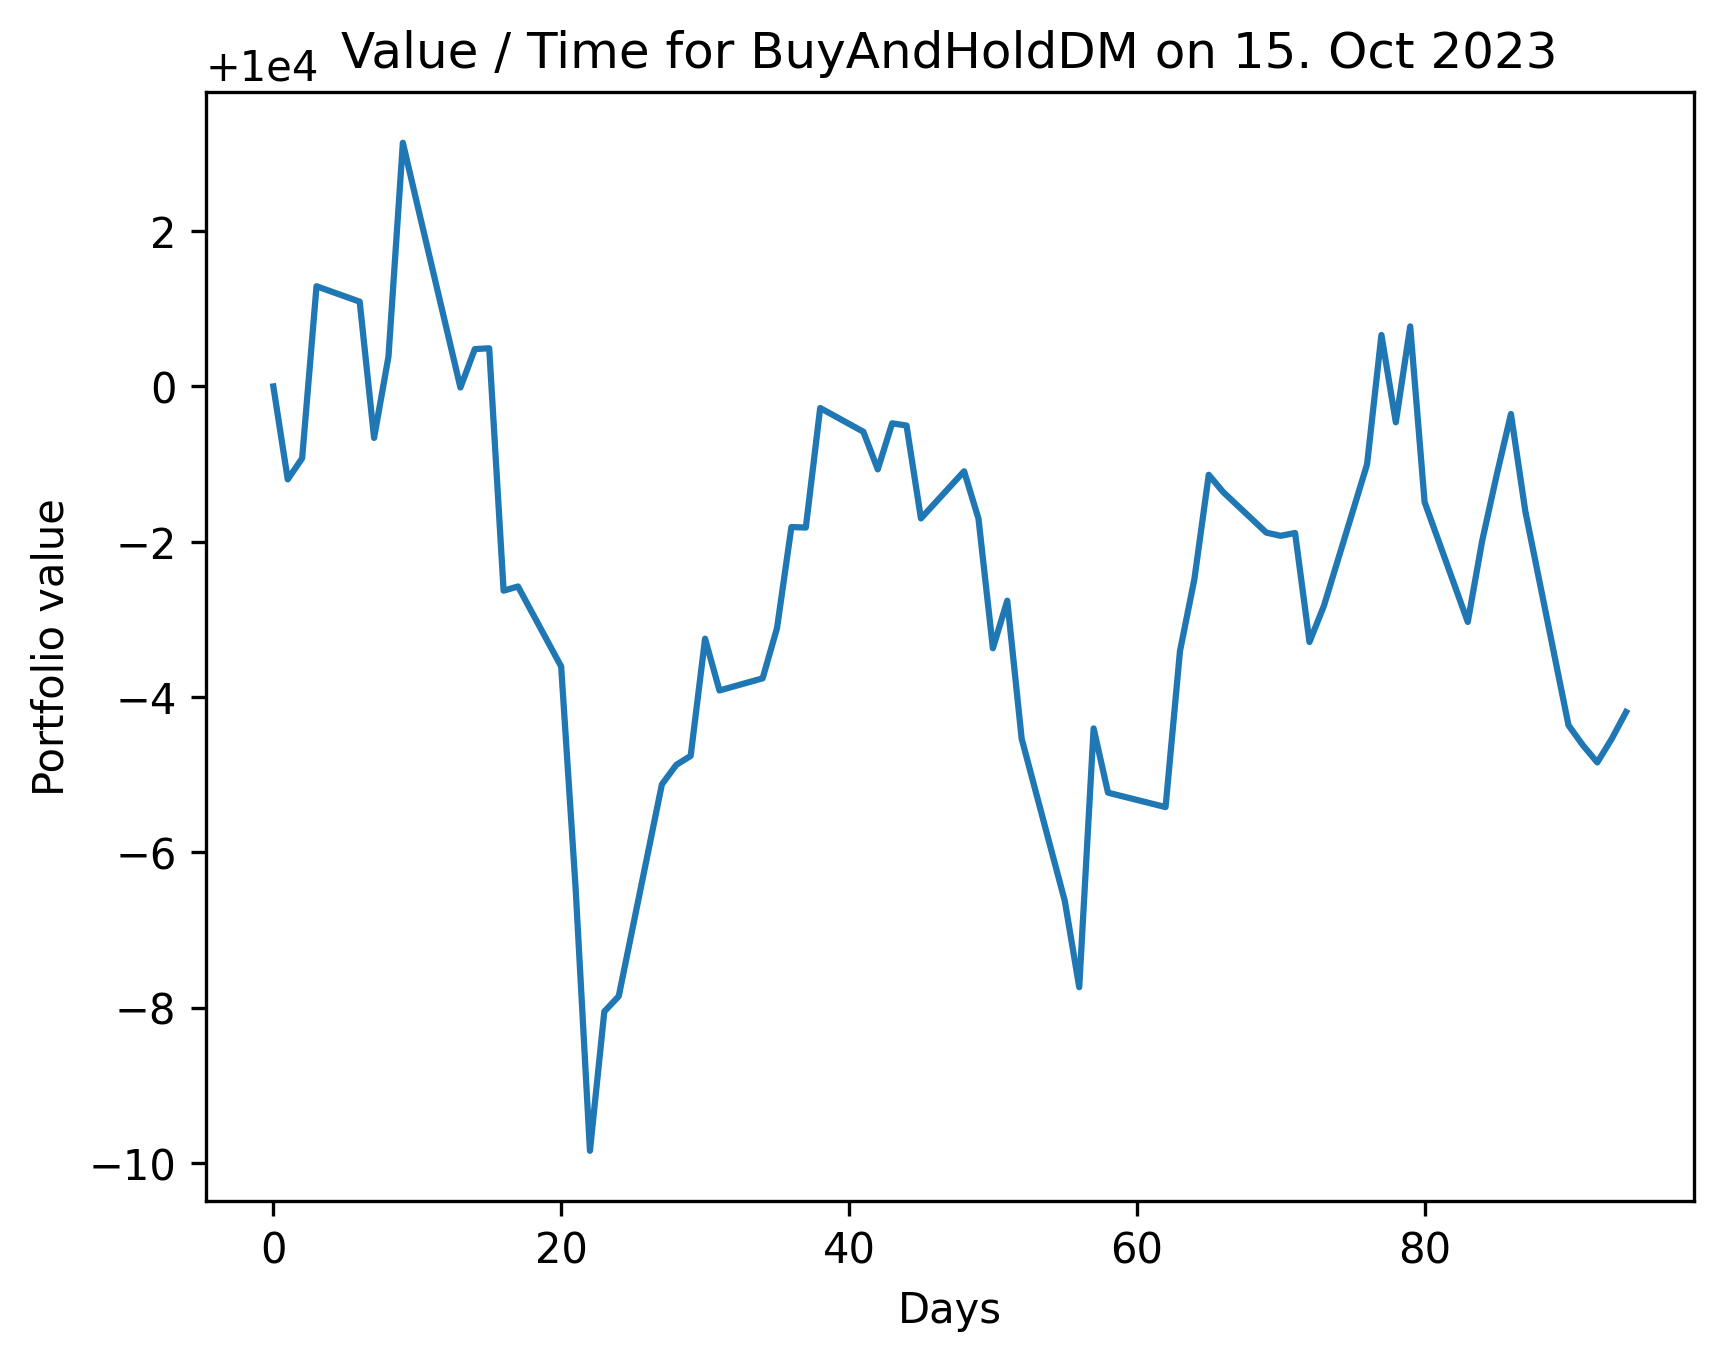 Value / Time for BuyAndHoldDM on 15. Oct 2023
+1e4
2
0
−2
−4
−6
−8
−10
Portfolio value
0 20 40 60 80
Days